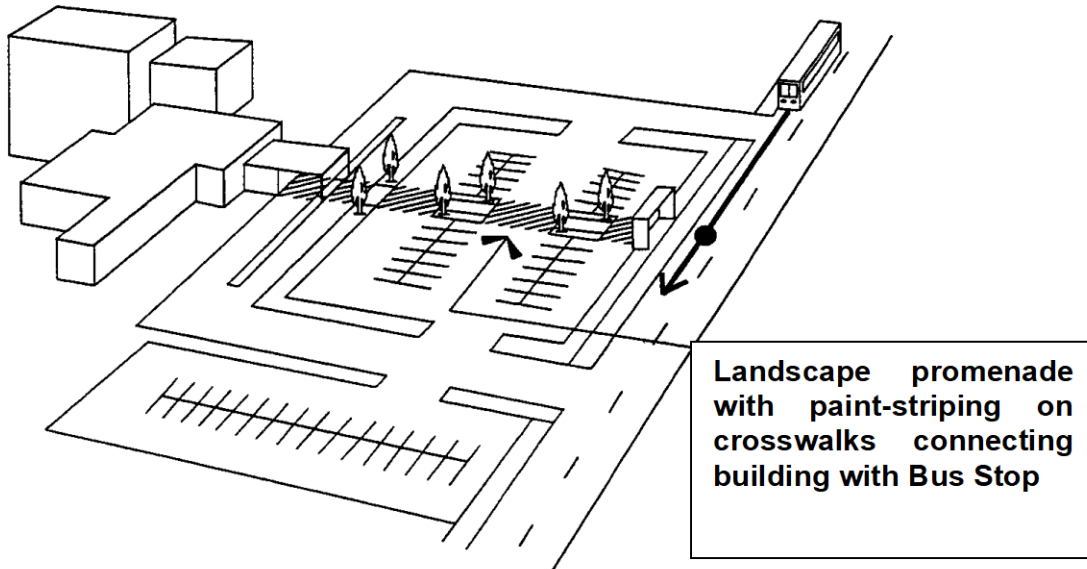 Landscape promenade
with paint-striping on
crosswalks connecting
building with Bus Stop